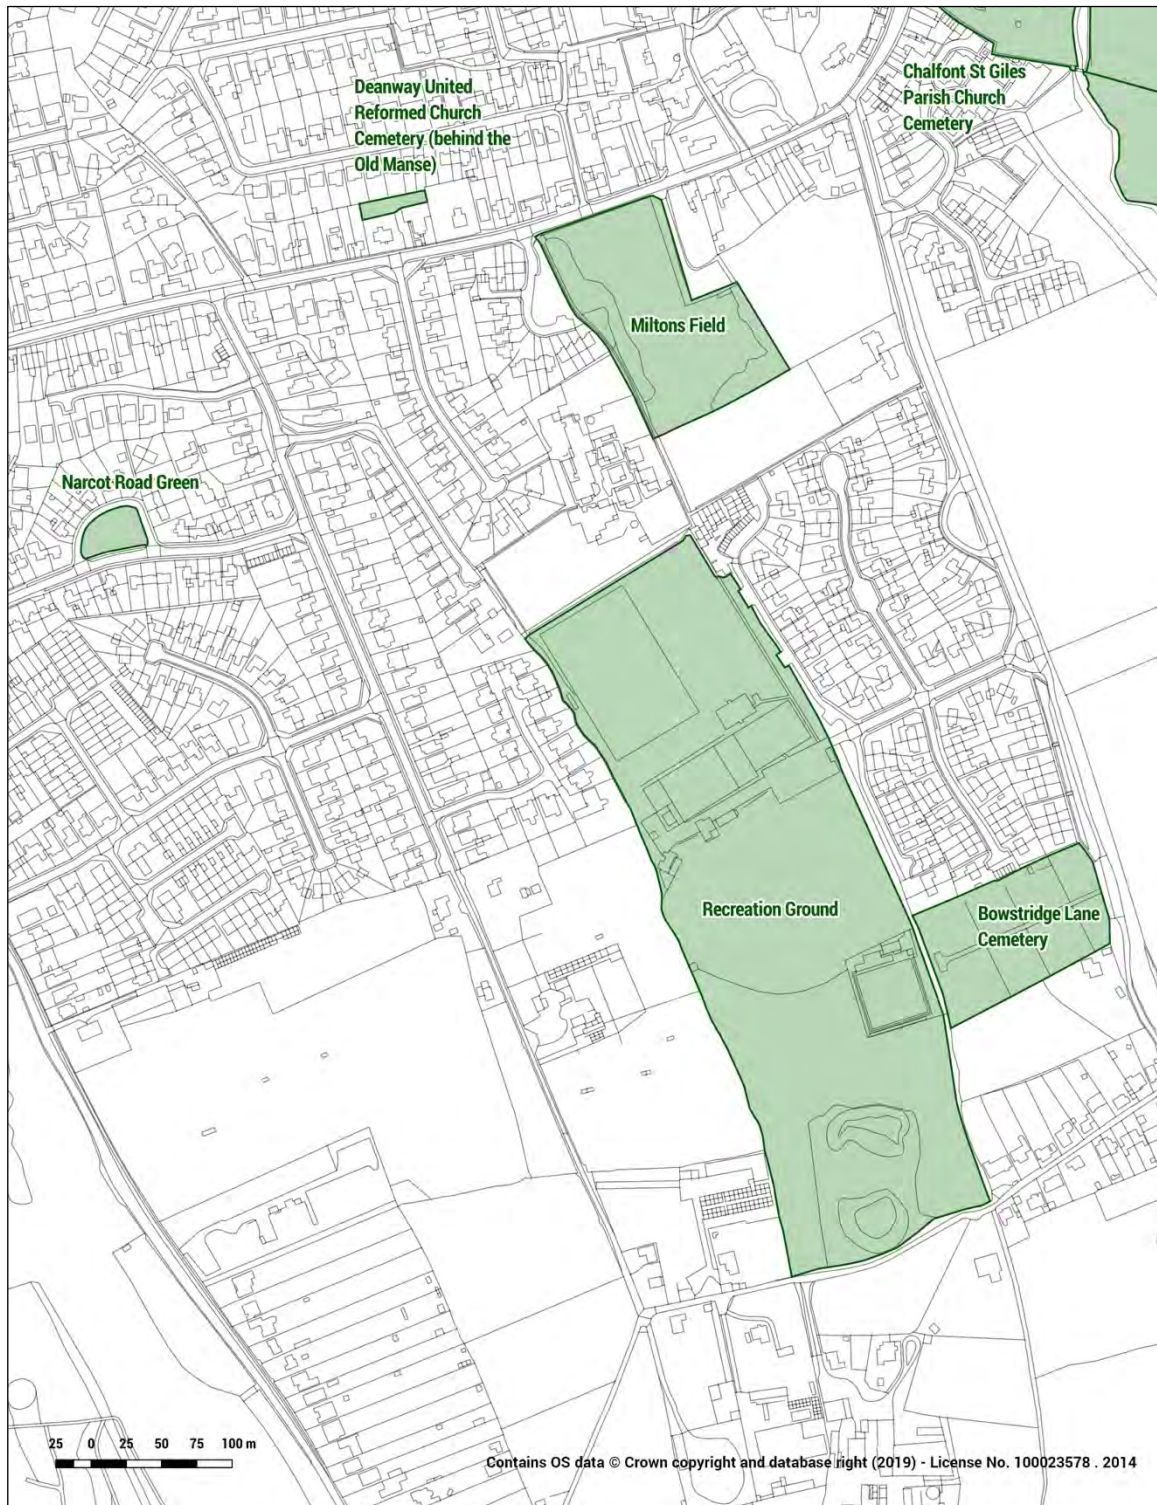 Deanway United
Reformed Church
Cemetery (behind the
Old Manse)
Chalfont St Giles
Parish Church
Cemetery
Miltons Field
Narcot Road Green
Recreation Ground
Bowstridge Lane
Cemetery
25 0 25 50 75 100 m
Contains OS data © Crown copyright and database right (2019) - License No. 100023578 . 2014